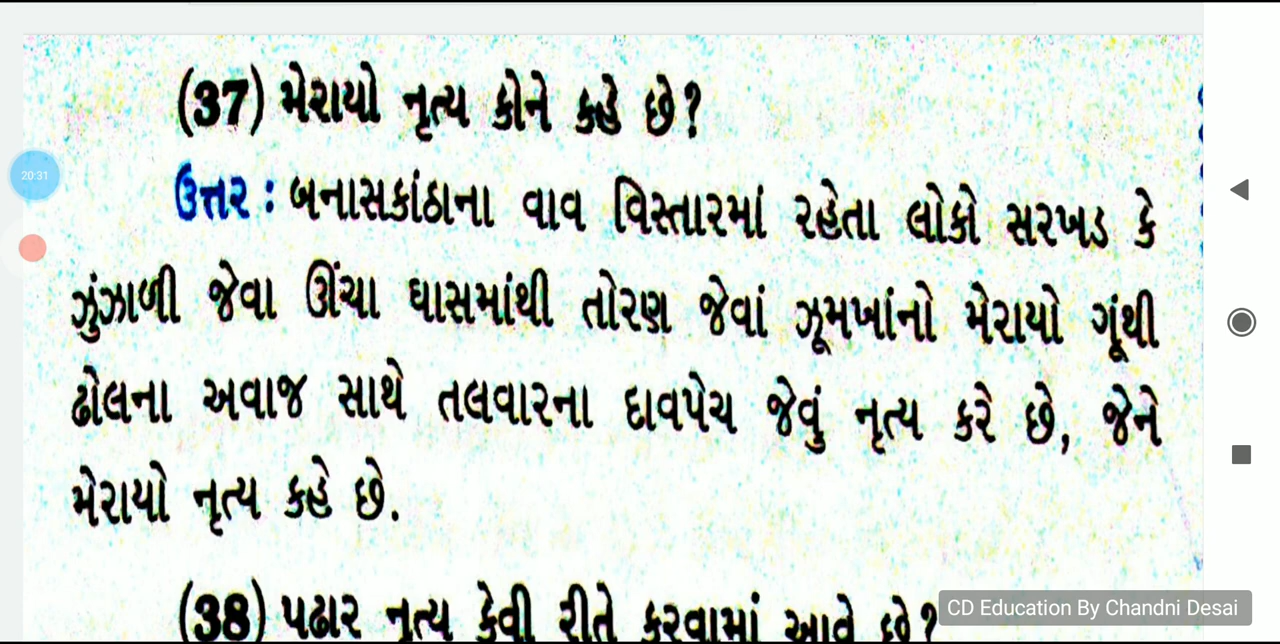 (37) મેરાયો નૃત્ય કોને કહે છે?
20:31
ઉત્તર : બનાસકાંઠાના વાવ વિસ્તારમાં રહેતા લોકો સરખડ કે
ઝુંઝાળી જેવા ઊંચા ઘાસમાંથી તોરણ જેવાં ઝૂમખાંનો મેરાયો ગૂંથી
ઢોલના અવાજ સાથે તલવારના દાવપેચ જેવું નૃત્ય કરે છે, જેને
મેરાયો નૃત્ય કહે છે.
(38) પઢાર નૃત્ય કેવી રીતે કરવામાં આવે છે?
CD Education By Chandni Desai